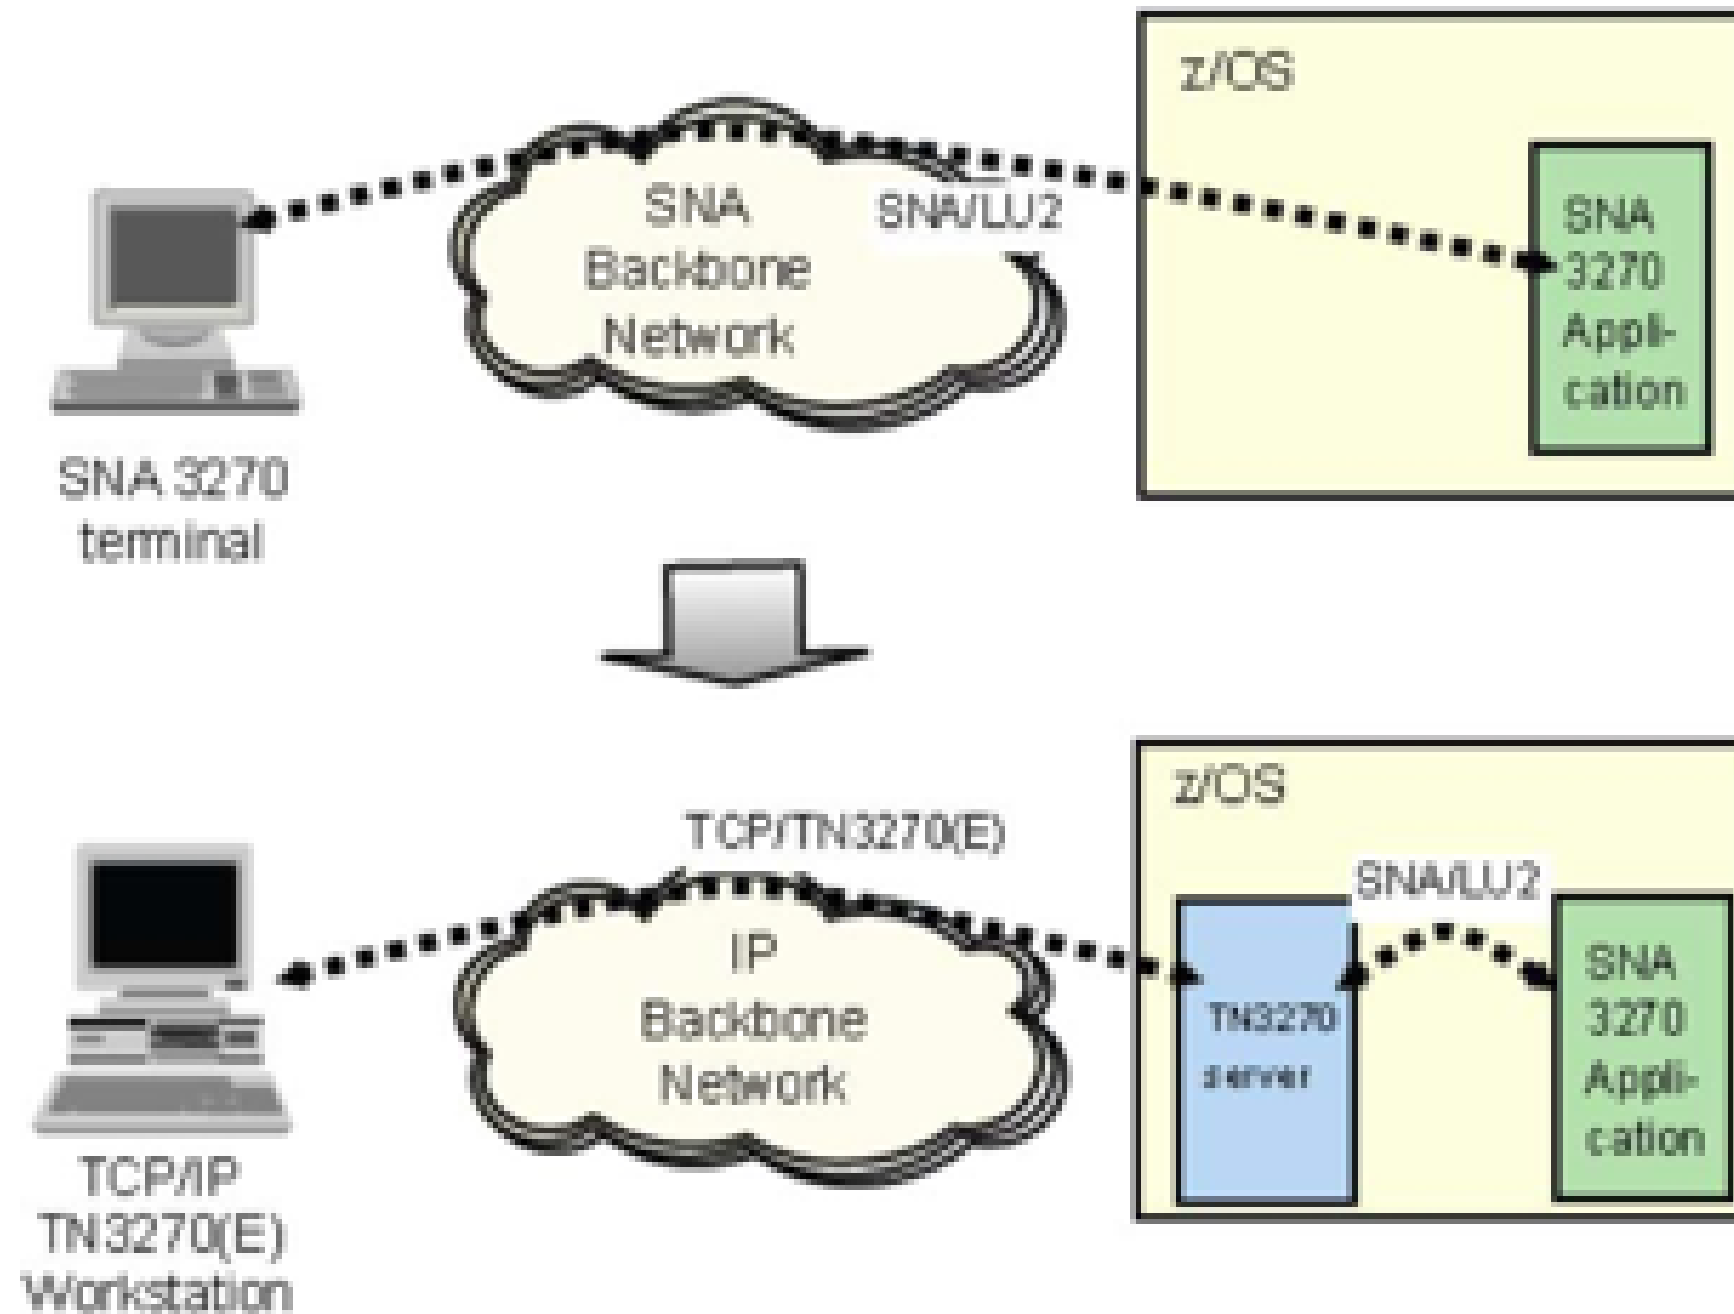 z/OS
SNA
Backbone
Network
SNA/LU2
SNA
3270
Appli-
cation
SNA 3270
terminal
z/OS
TCP/TN3270(E)
SNA/LU2
IP
Backbone
Network
TN3270
server
SNA
3270
Appli-
cation
TCP/IP
TN3270(E)
Workstation